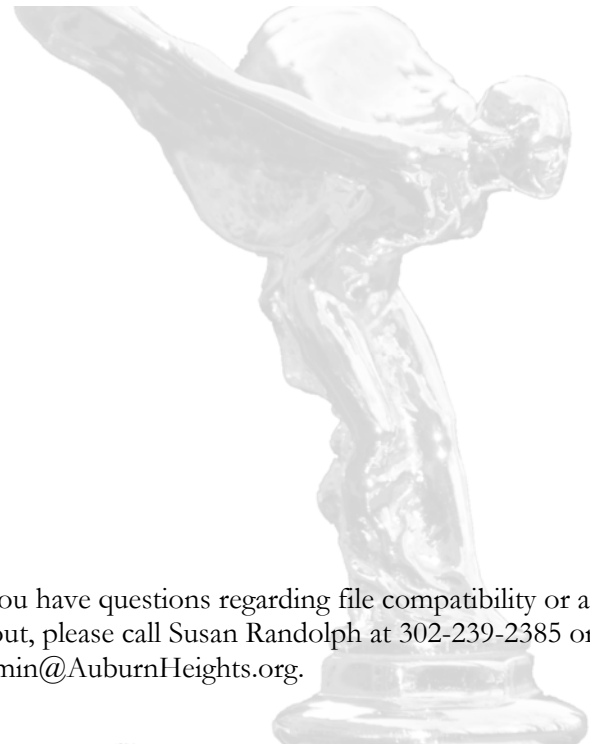 ou have questions regarding file compatibility or a
out, please call Susan Randolph at 302-239-2385 or
min@AuburnHeights.org.